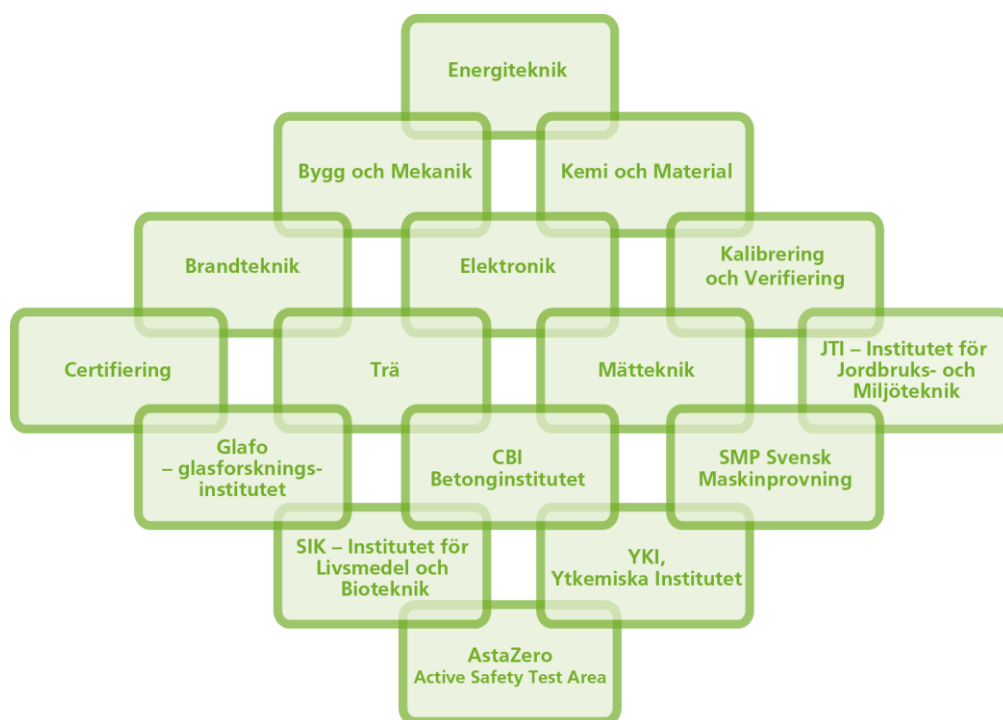 Energiteknik
Bygg och Mekanik
Kemi och Material
Brandteknik
Elektronik
Kalibrering
och Verifiering
Certifiering
Trä
Mätteknik
JTI – Institutet för
Jordbruks- och
Miljöteknik
Glafo
– glasforsknings-
institutet
CBI
Betonginstitutet
SMP Svensk
Maskinprovning
SIK – Institutet för
Livsmedel och
Bioteknik
YKI,
Ytkemiska Institutet
AstaZero
Active Safety Test Area